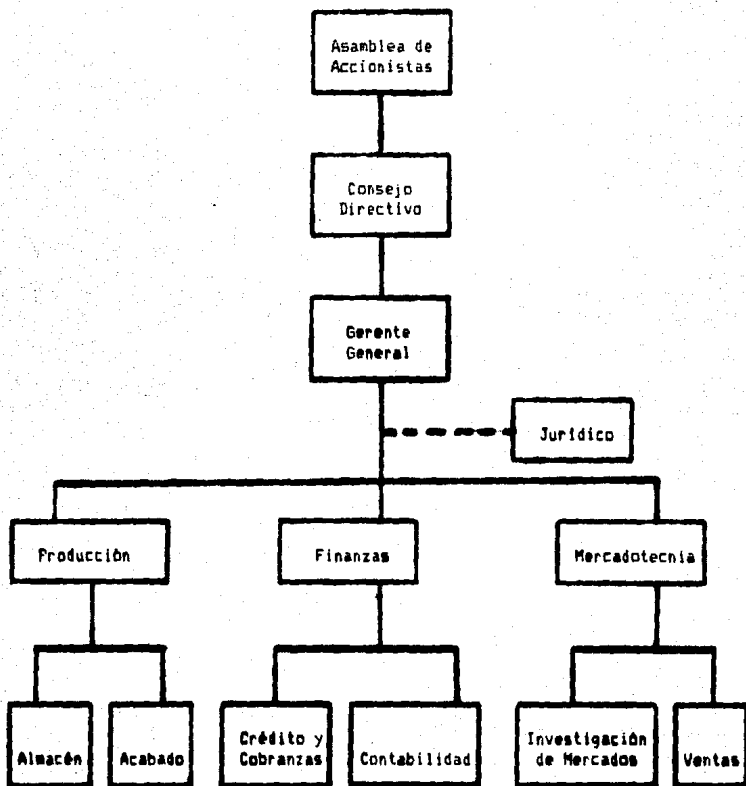 Asamblea de
Accionistas
Consejo
Directivo
Gerente
General
Jurídico
Producción
Finanzas
Mercadotecnia
Almacén
Acabado
Crédito y
Cobranzas
Contabilidad
Investigación
de Mercados
Ventas